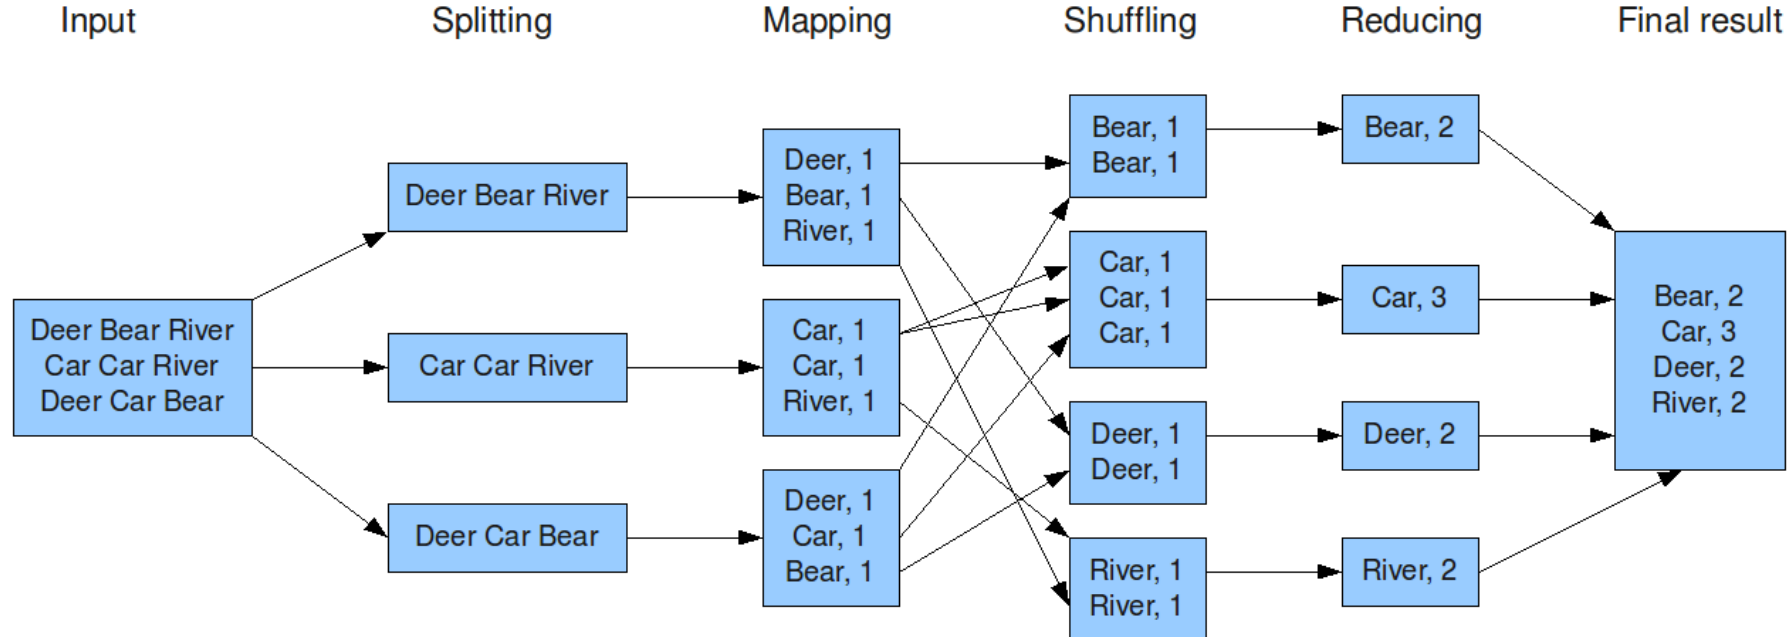 Input
Splitting
Mapping
Shuffling
Reducing
Final result
Deer Bear River
Car Car River
Deer Car Bear
Deer Bear River
Car Car River
Deer Car Bear
Deer, 1
Bear, 1
River, 1
Car, 1
Car, 1
River, 1
Deer, 1
Car, 1
Bear, 1
Bear, 1
Bear, 1
Car, 1
Car, 1
Car, 1
Deer, 1
Deer, 1
River, 1
River, 1
Bear, 2
Car, 3
Deer, 2
River, 2
Bear, 2
Car, 3
Deer, 2
River, 2